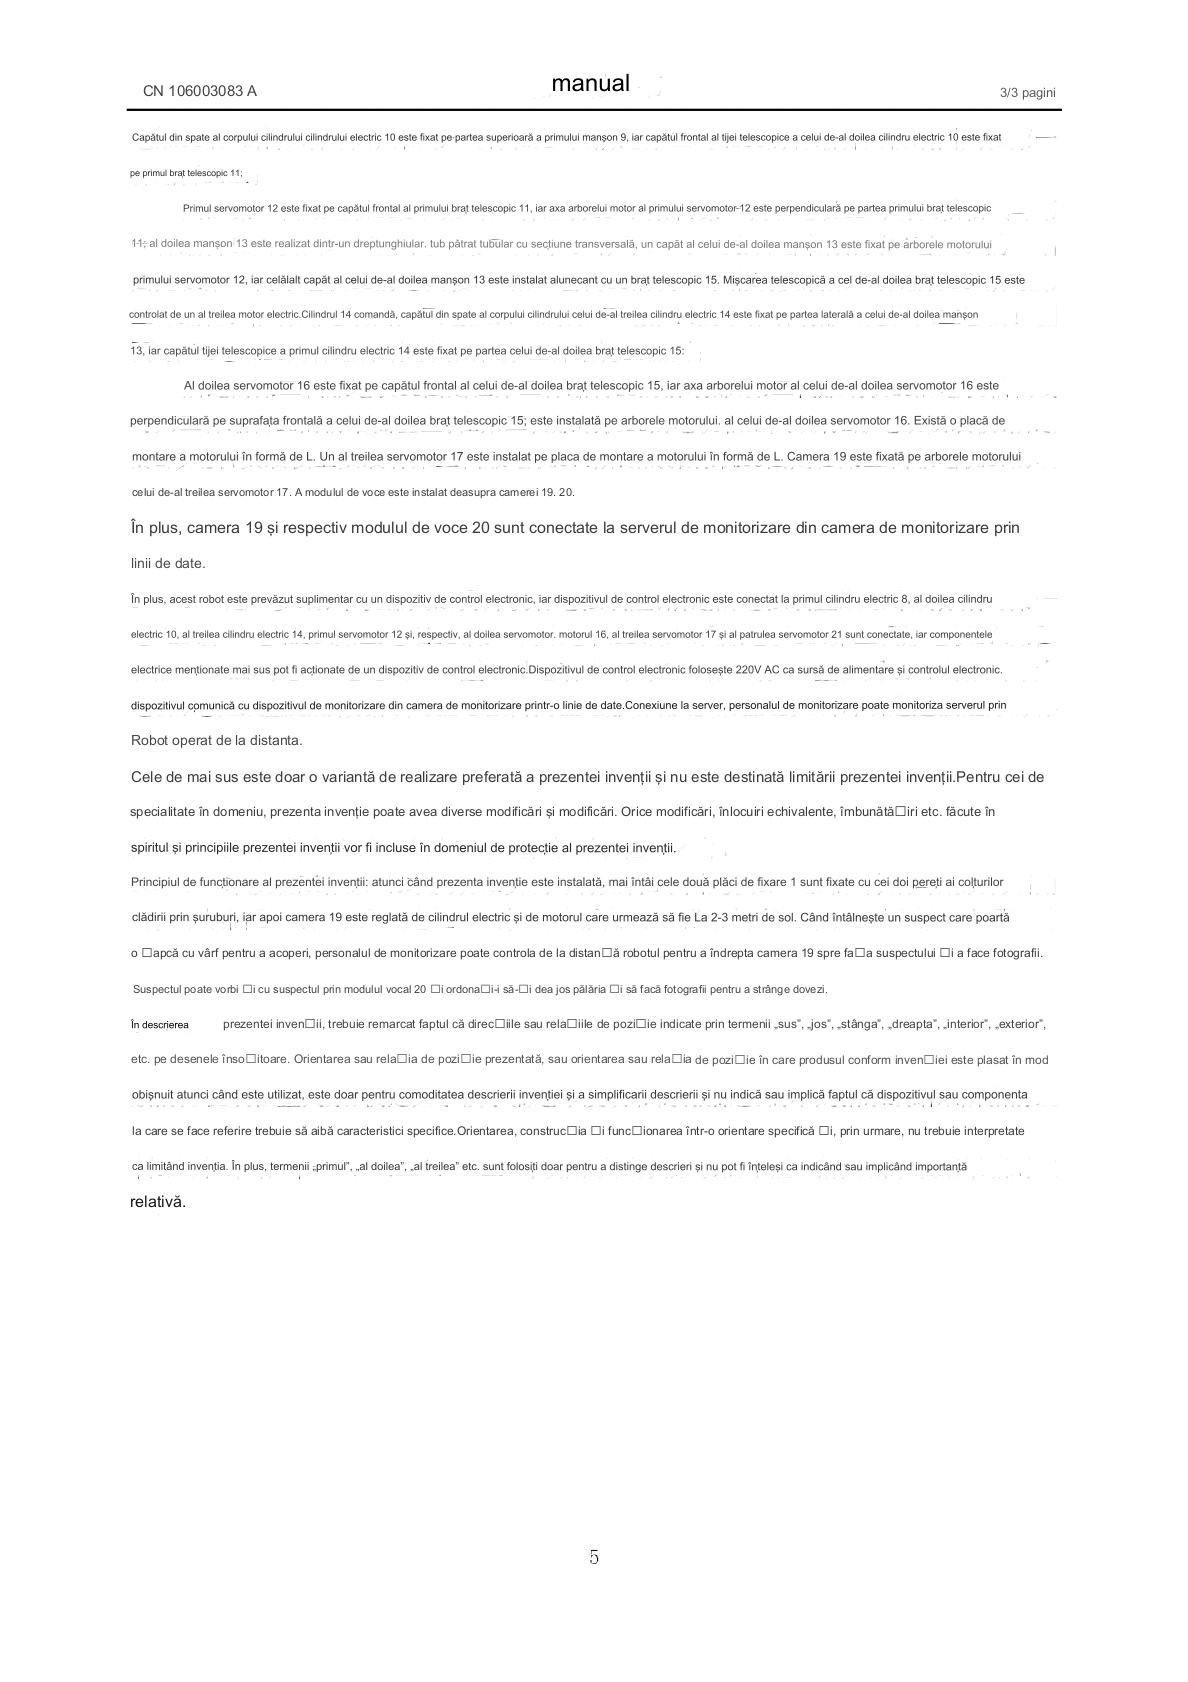 CN 106003083 A
manual
3/3 pagini
Capătul din spate al corpului cilindrului cilindrului electric 10 este fixat pe partea superioară a primului manșon 9, iar capătul frontal al tijei telescopice a celui de-al doilea cilindru electric 10 este fixat
pe primul braț telescopic 11;
Primul servomotor 12 este fixat pe capătul frontal al primului braț telescopic 11, iar axa arborelui motor al primului servomotor 12 este perpendiculară pe partea primului braț telescopic
11; al doilea manșon 13 este realizat dintr-un dreptunghiular. tub pătrat tubular cu secțiune transversală, un capăt al celui de-al doilea manșon 13 este fixat pe arborele motorului
primului servomotor 12, iar celălalt capăt al celui de-al doilea manșon 13 este instalat alunecant cu un braț telescopic 15. Mișcarea telescopică a cel de-al doilea braț telescopic 15 este
controlat de un al treilea motor electric.Cilindrul 14 comandă, capătul din spate al corpului cilindrului celui de-al treilea cilindru electric 14 este fixat pe partea laterală a celui de-al doilea manșon
13, iar capătul tijei telescopice a primul cilindru electric 14 este fixat pe partea celui de-al doilea braț telescopic 15:
Al doilea servomotor 16 este fixat pe capătul frontal al celui de-al doilea braț telescopic 15, iar axa arborelui motor al celui de-al doilea servomotor 16 este
perpendiculară pe suprafața frontală a celui de-al doilea braț telescopic 15; este instalată pe arborele motorului. al celui de-al doilea servomotor 16. Există o placă de
montare a motorului în formă de L. Un al treilea servomotor 17 este instalat pe placa de montare a motorului în formă de L. Camera 19 este fixată pe arborele motorului
celui de-al treilea servomotor 17. A modulul de voce este instalat deasupra camerei 19. 20.
În plus, camera 19 și respectiv modulul de voce 20 sunt conectate la serverul de monitorizare din camera de monitorizare prin
linii de date.
În plus, acest robot este prevăzut suplimentar cu un dispozitiv de control electronic, iar dispozitivul de control electronic este conectat la primul cilindru electric 8, al doilea cilindru
electric 10, al treilea cilindru electric 14, primul servomotor 12 și, respectiv, al doilea servomotor. motorul 16, al treilea servomotor 17 și al patrulea servomotor 21 sunt conectate, iar componentele
electrice menționate mai sus pot fi acționate de un dispozitiv de control electronic.Dispozitivul de control electronic folosește 220V AC ca sursă de alimentare și controlul electronic.
dispozitivul comunică cu dispozitivul de monitorizare din camera de monitorizare printr-o linie de date.Conexiune la server, personalul de monitorizare poate monitoriza serverul prin
Robot operat de la distanta.
Cele de mai sus este doar o variantă de realizare preferată a prezentei invenții și nu este destinată limitării prezentei invenții.Pentru cei de
specialitate în domeniu, prezenta invenție poate avea diverse modificări și modificări. Orice modificări, înlocuiri echivalente, îmbunătă□iri etc. făcute în
spiritul și principiile prezentei invenții vor fi incluse în domeniul de protecție al prezentei invenții.
Principiul de funcționare al prezentei invenții: atunci când prezenta invenție este instalată, mai întâi cele două plăci de fixare 1 sunt fixate cu cei doi pereți ai colțurilor
clădirii prin șuruburi, iar apoi camera 19 este reglată de cilindrul electric și de motorul care urmează să fie La 2-3 metri de sol. Când întâlnește un suspect care poartă
o □apcă cu vârf pentru a acoperi, personalul de monitorizare poate controla de la distan□ă robotul pentru a îndrepta camera 19 spre fa□a suspectului □i a face fotografii.
Suspectul poate vorbi □i cu suspectul prin modulul vocal 20 □i ordona□i-i să-□i dea jos pălăria □i să facă fotografii pentru a strânge dovezi.
În descrierea prezentei inven□ii, trebuie remarcat faptul că direc□iile sau rela□iile de pozi□ie indicate prin termenii „sus”, „jos”, „stânga”, „dreapta”, „interior”, „exterior”,
etc. pe desenele înso□itoare. Orientarea sau rela□ia de pozi□ie prezentată, sau orientarea sau rela□ia de pozi□ie în care produsul conform inven□iei este plasat în mod
obișnuit atunci când este utilizat, este doar pentru comoditatea descrierii invenției și a simplificarii descrierii și nu indică sau implică faptul că dispozitivul sau componenta
la care se face referire trebuie să aibă caracteristici specifice.Orientarea, construc□ia □i func□ionarea într-o orientare specifică □i, prin urmare, nu trebuie interpretate
ca limitând invenția. În plus, termenii „primul”, „al doilea”, „al treilea” etc. sunt folosiți doar pentru a distinge descrieri și nu pot fi înțeleși ca indicând sau implicând importanță
relativă.
5